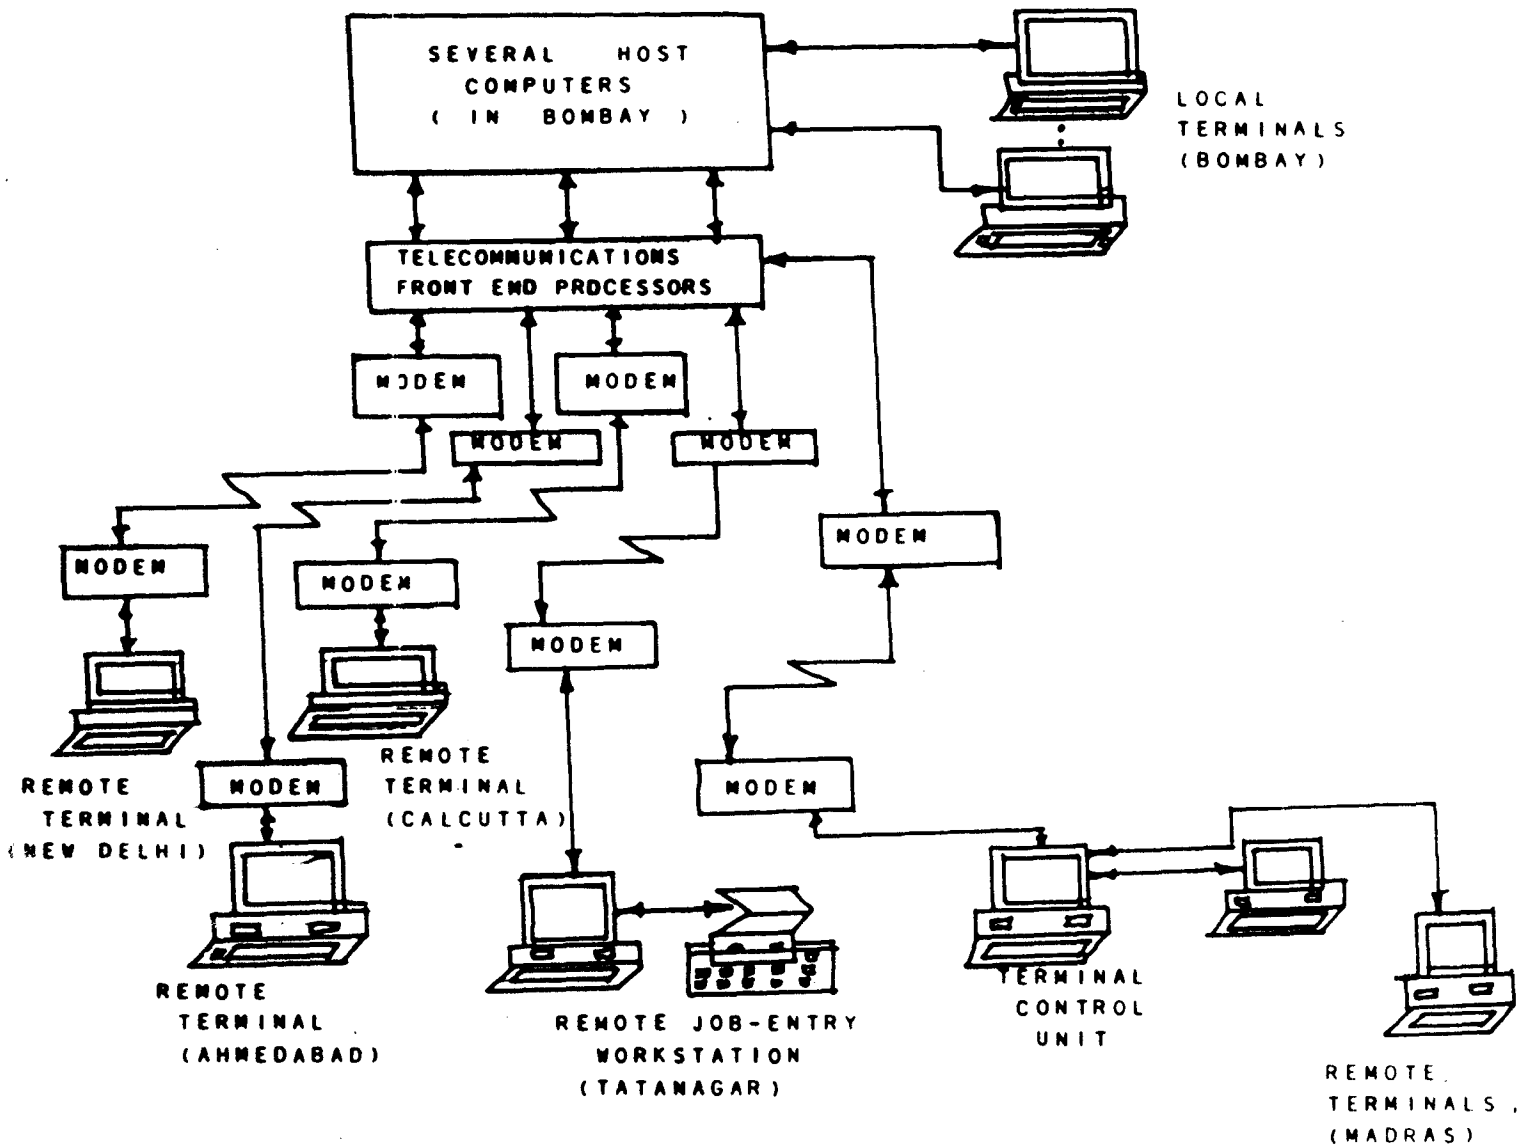 SEVERAL HOST
COMPUTERS
( IN BOMBAY )
LOCAL
TERMINALS
(BOMBAY)
TELECOMMUNICATIONS
FRONT END PROCESSORS
MODEM
MODEM
MODEM
MODEM
MODEM
MODEM
MODEM
MODEM
MODEM
MODEM
REMOTE
TERMINAL
(NEW DELHI)
REMOTE
TERMINAL
(CALCUTTA)
REMOTE
TERMINAL
(AHMEDABAD)
REMOTE JOB-ENTRY
WORKSTATION
(TATANAGAR)
TERMINAL
CONTROL
UNIT
REMOTE
TERMINALS,
(MADRAS)